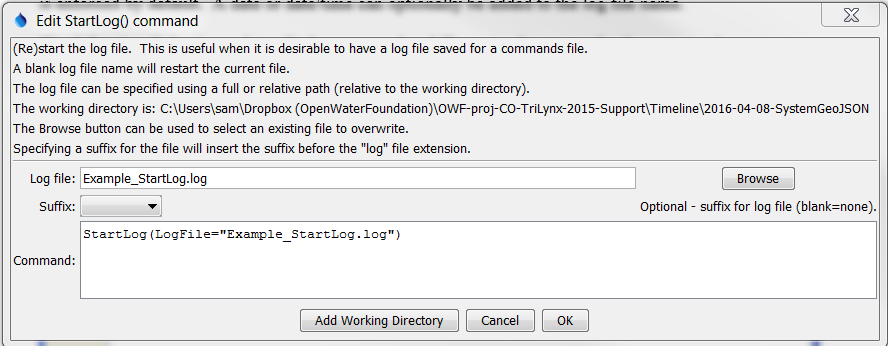 Edit StartLog() command
(Re)start the log file. This is useful when it is desirable to have a log file saved for a commands file.
A blank log file name will restart the current file.
The log file can be specified using a full or relative path (relative to the working directory).
The working directory is: C:\Users\sam\Dropbox (OpenWaterFoundation)\OWF-proj-CO-TriLynx-2015-Support\Timeline\2016-04-08-SystemGeoJSON
The Browse button can be used to select an existing file to overwrite.
Specifying a suffix for the file will insert the suffix before the "log" file extension.
Log file: Example_StartLog.log Browse
Suffix: Optional - suffix for log file (blank=none).
StartLog(LogFile="Example_StartLog.log")
Command:
Add Working Directory Cancel OK